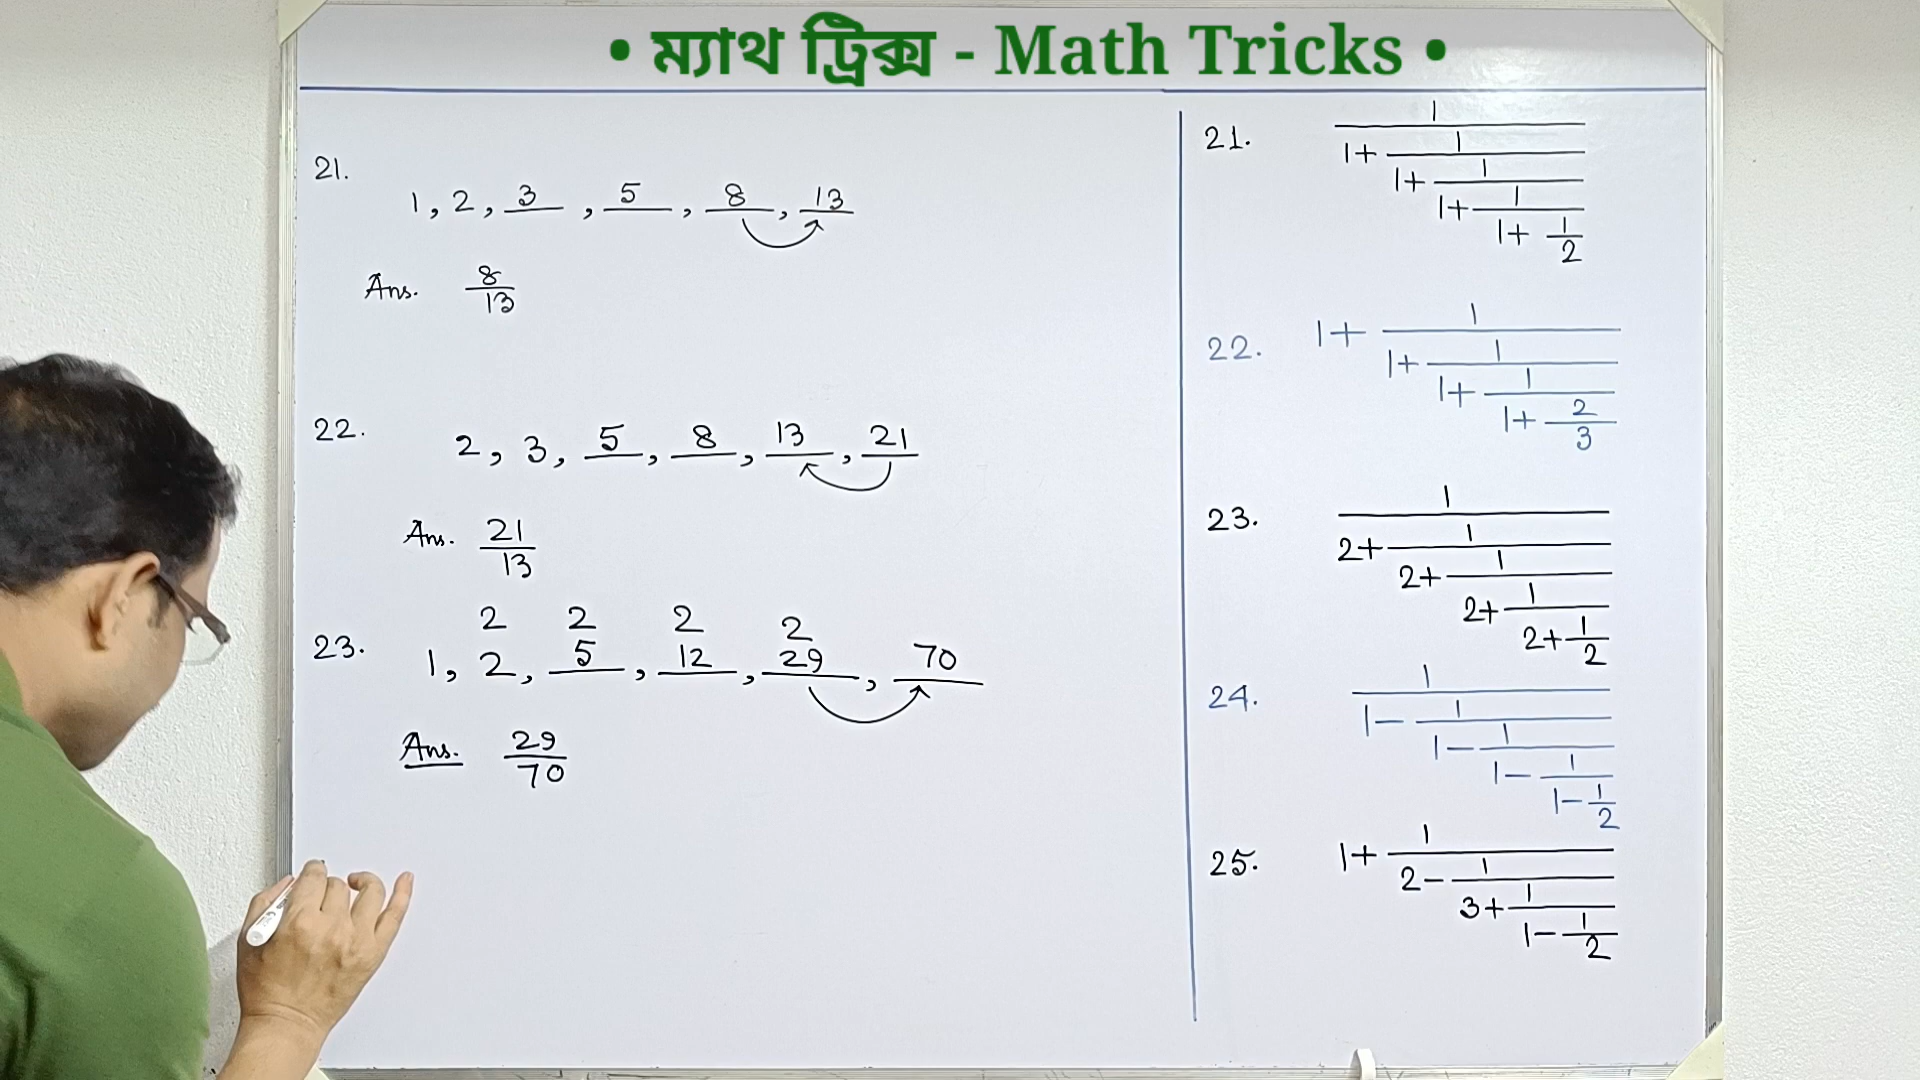 • ম্যাথ ট্রিক্স - Math Tricks •
21.
1, 2, 3, 5, 8, 13
Ans. 8/13
22.
2, 3, 5, 8, 13, 21
Ans. 21/13
2 2 2 2
23. 1, 2, 5, 12, 29, 70
Ans. 29/70
21.
1
1+ 1
1+ 1
1+ 1
1+ 1/2
22. 1+ 1
1+ 1
1+ 1
1+ 2/3
23.
1
2+ 1
2+ 1
2+ 1
2+ 1/2
24.
1
1- 1
1- 1
1- 1
1- 1/2
25. 1+ 1
2- 1
3+ 1
1- 1/2